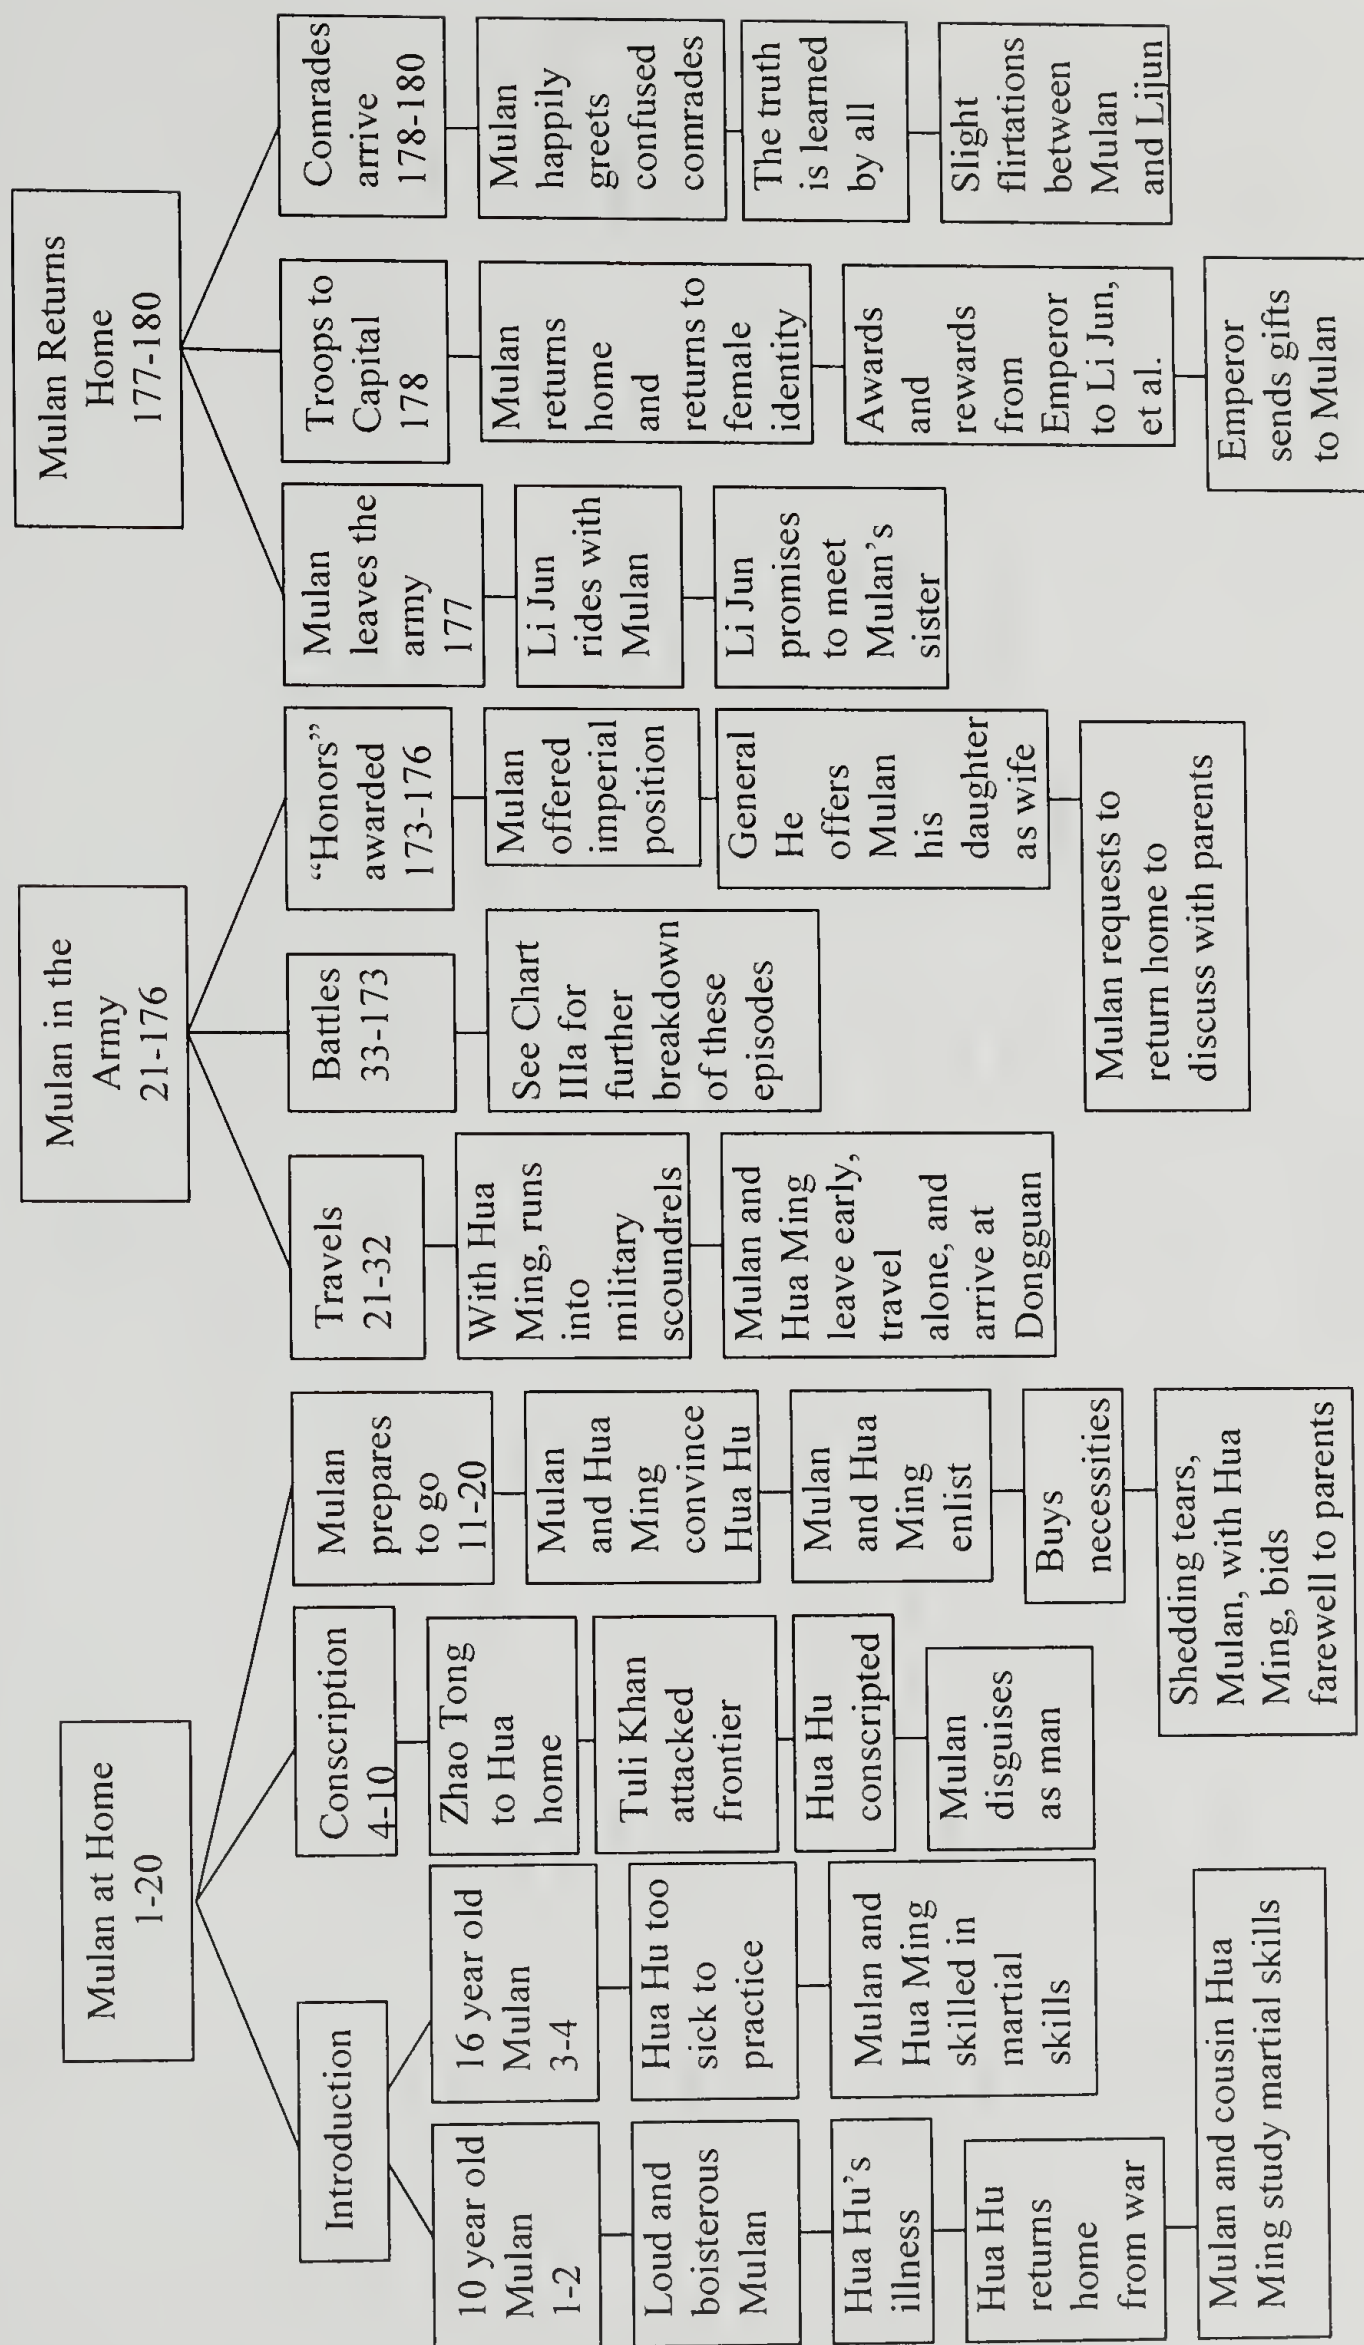 Mulan at Home
1-20
Introduction
10 year old
Mulan
1-2
Loud and
boisterous
Mulan
Hua Hu's
illness
Hua Hu
returns
home
from war
Mulan and cousin Hua
Ming study martial skills
16 year old
Mulan
3-4
Hua Hu too
sick to
practice
Mulan and
Hua Ming
skilled in
martial
skills
Conscription
4-10
Zhao Tong
to Hua
home
Tuli Khan
attacked
frontier
Hua Hu
conscripted
Mulan
disguises
as man
Mulan
prepares
to go
11-20
Mulan
and Hua
Ming
convince
Hua Hu
Mulan
and Hua
Ming
enlist
Buys
necessities
Shedding tears,
Mulan, with Hua
Ming, bids
farewell to parents
Mulan in the
Army
21-176
Travels
21-32
With Hua
Ming, runs
into
military
scoundrels
Mulan and
Hua Ming
leave early,
travel
alone, and
arrive at
Dongguan
Battles
33-173
See Chart
IIIa for
further
breakdown
of these
episodes
“Honors”
awarded
173-176
Mulan
offered
imperial
position
General
He
offers
Mulan
his
daughter
as wife
Mulan requests to
return home to
discuss with parents
Mulan Returns
Home
177-180
Mulan
leaves the
army
177
Li Jun
rides with
Mulan
Li Jun
promises
to meet
Mulan's
sister
Troops to
Capital
178
Mulan
returns
home
and
returns to
female
identity
Awards
and
rewards
from
Emperor
to Li Jun,
et al.
Emperor
sends gifts
to Mulan
Comrades
arrive
178-180
Mulan
happily
greets
confused
comrades
The truth
is learned
by all
Slight
flirtations
between
Mulan
and Lijun